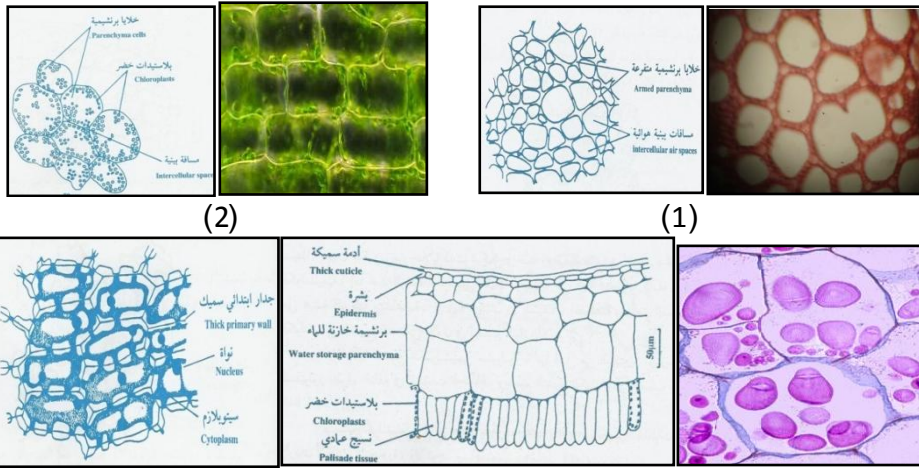 خلايا برنشيمية
Parenchyma cells
بلاستيدات خضر
Chloroplasts
مسافة بينية
Intercellular space
خلايا برنشيمية متفرعة
Armed parenchyma
مسافات بينية هوائية
intercellular air spaces
(2)
(1)
جدار ابتدائي سميك
Thick primary wall
نواة
Nucleus
سيتوبلازم
Cytoplasm
أدمة سميكة
Thick cuticle
بشرة
Epidermis
برنشيمة خازنة للماء
Water storage parenchyma
بلاستيدات خضر
Chloroplasts
نسيج عمادي
Palisade tissue
50µm